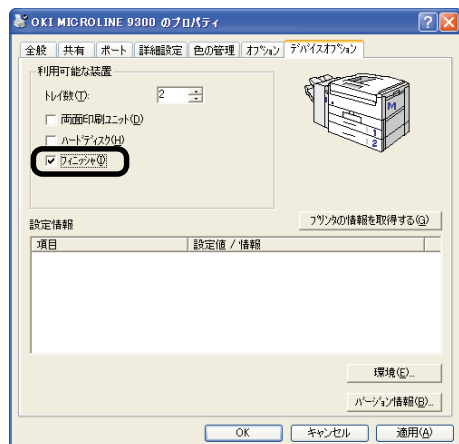 OKI MICROLINE 9300 のプロパティ
全般 共有 ポート 詳細設定 色の管理 オプション デバイスオプション
利用可能な装置
トレイ数(T): 2
両面印刷ユニット(D)
ハードディスク(H)
フィニッシャ(I)
M
1
2
プリンタの情報を取得する(G)
設定情報
項目 設定値 / 情報
環境(E)...
バージョン情報(B)...
OK キャンセル 適用(A)